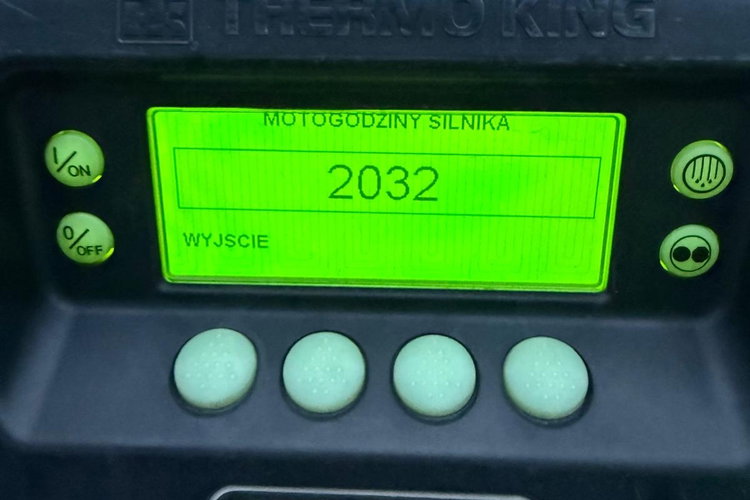 THERMO KING
MOTOGODZINY SILNIKA
I/ON
2032
0/OFF
WYJSCIE